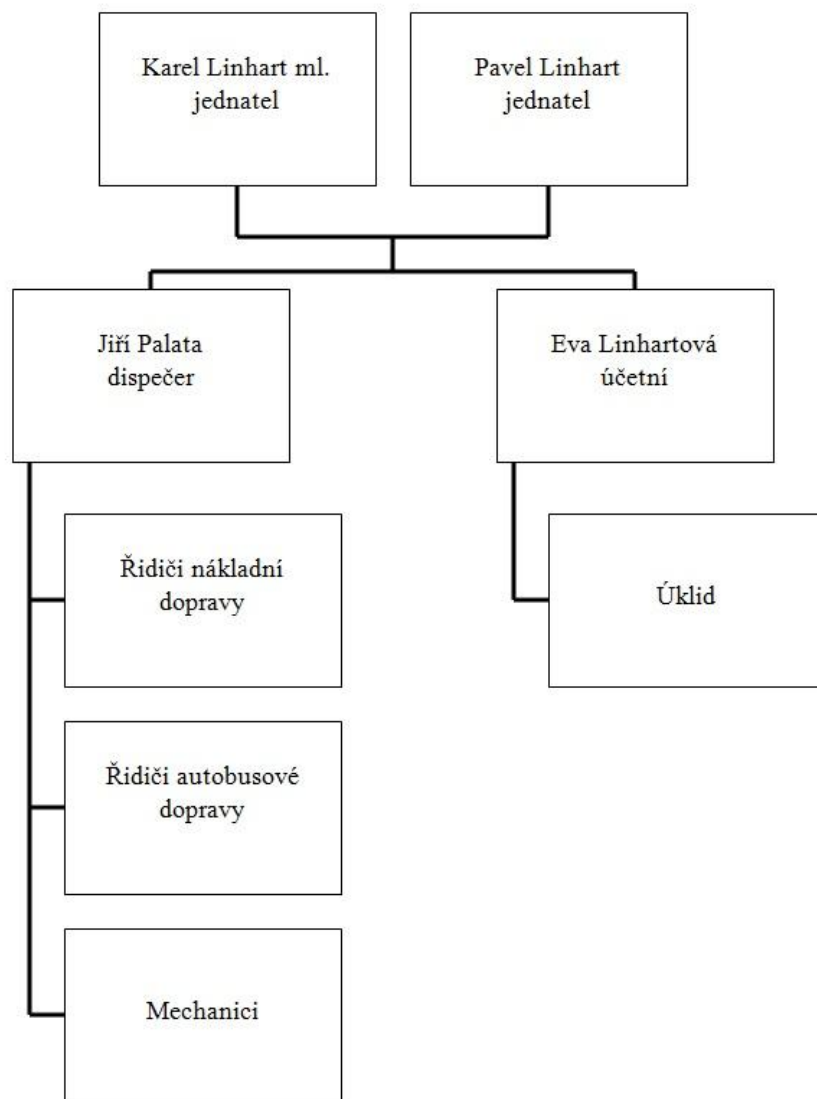 Karel Linhart ml.
jednatel
Pavel Linhart
jednatel
Jiří Palata
dispečer
Eva Linhartová
účetní
Řidiči nákladní
dopravy
Úklid
Řidiči autobusové
dopravy
Mechanici